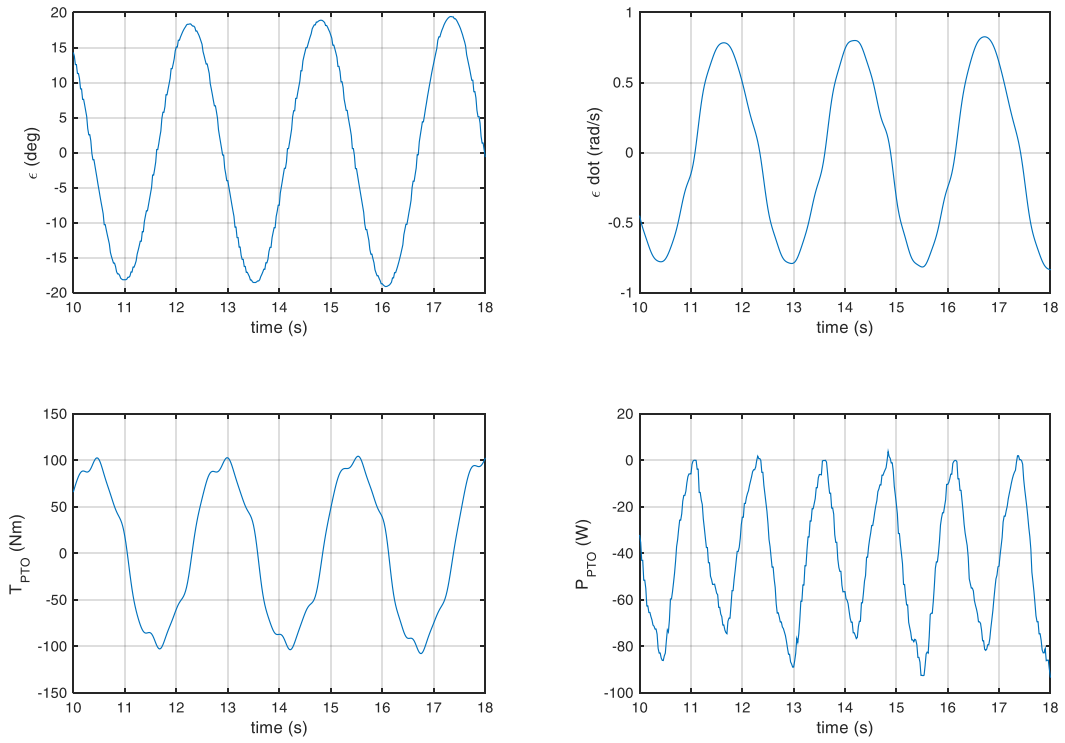 20
15
10
5
0
-5
-10
-15
-20
ϵ (deg)
10 11 12 13 14 15 16 17 18
time (s)
1
0.5
0
-0.5
-1
ϵ dot (rad/s)
10 11 12 13 14 15 16 17 18
time (s)
150
100
50
0
-50
-100
-150
T_PTO (Nm)
10 11 12 13 14 15 16 17 18
time (s)
20
0
-20
-40
-60
-80
-100
P_PTO (W)
10 11 12 13 14 15 16 17 18
time (s)